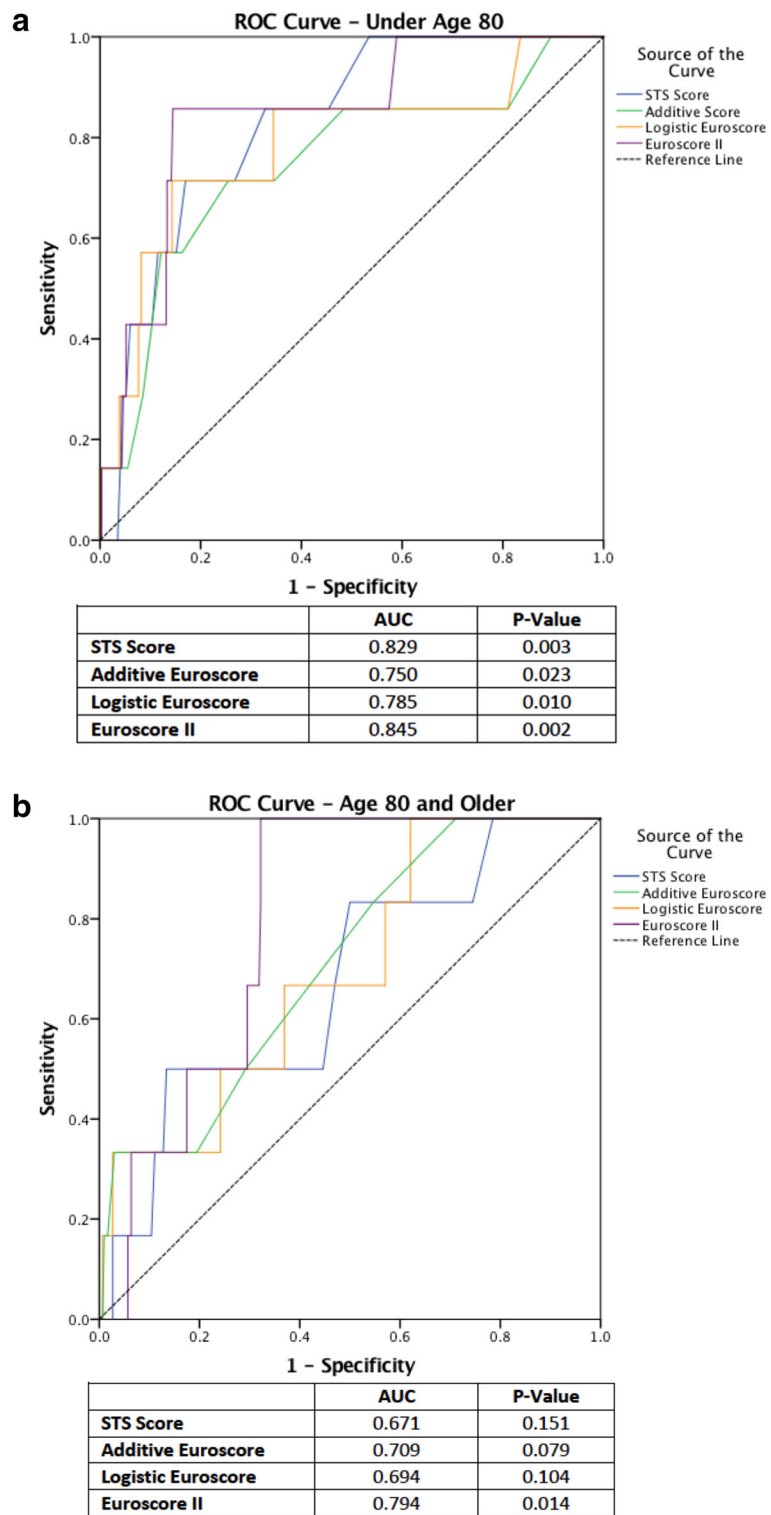 a
ROC Curve – Under Age 80
1.0
0.8
0.6
0.4
0.2
0.0
Sensitivity
0.0 0.2 0.4 0.6 0.8 1.0
1 – Specificity
Source of the
Curve
STS Score
Additive Score
Logistic Euroscore
Euroscore II
Reference Line
AUC P-Value
STS Score 0.829 0.003
Additive Euroscore 0.750 0.023
Logistic Euroscore 0.785 0.010
Euroscore II 0.845 0.002
b
ROC Curve – Age 80 and Older
1.0
0.8
0.6
0.4
0.2
0.0
Sensitivity
0.0 0.2 0.4 0.6 0.8 1.0
1 – Specificity
Source of the
Curve
STS Score
Additive Euroscore
Logistic Euroscore
Euroscore II
Reference Line
AUC P-Value
STS Score 0.671 0.151
Additive Euroscore 0.709 0.079
Logistic Euroscore 0.694 0.104
Euroscore II 0.794 0.014